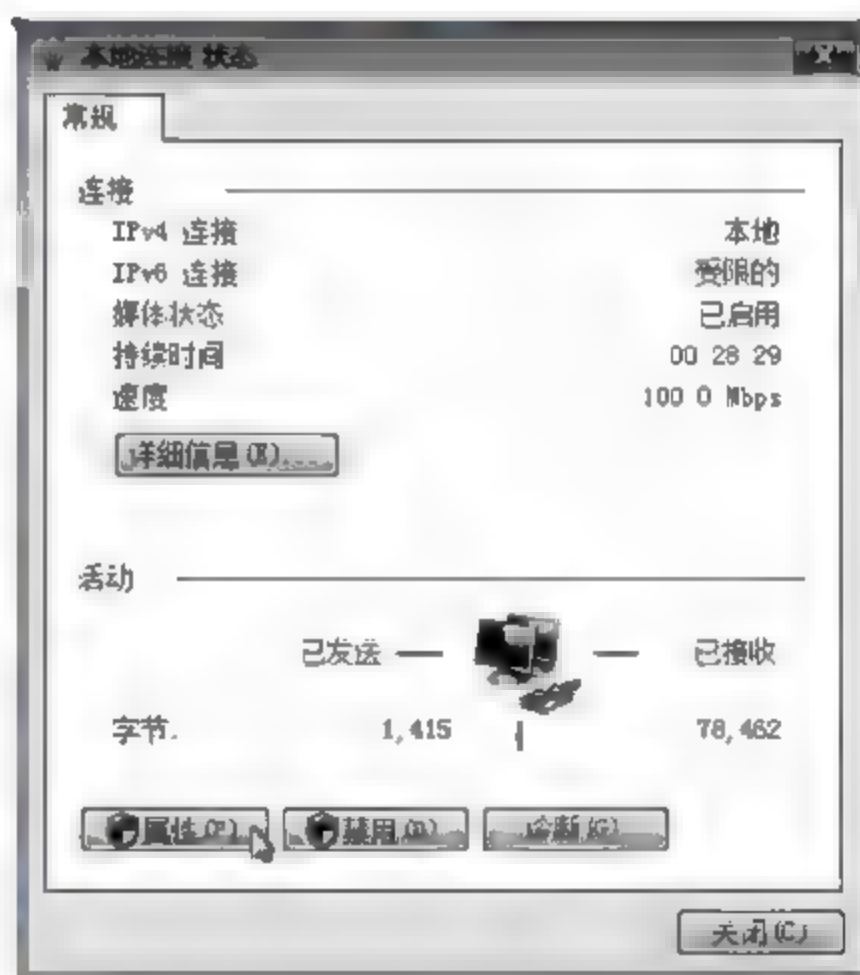 本地连接 状态
常规
连接
IPv4 连接 本地
IPv6 连接 受限的
媒体状态 已启用
持续时间 00 28 29
速度 100 0 Mbps
详细信息(E)...
活动
已发送 — — 已接收
字节. 1,415 78,462
属性(P) 禁用(D) 诊断(G)
关闭(C)